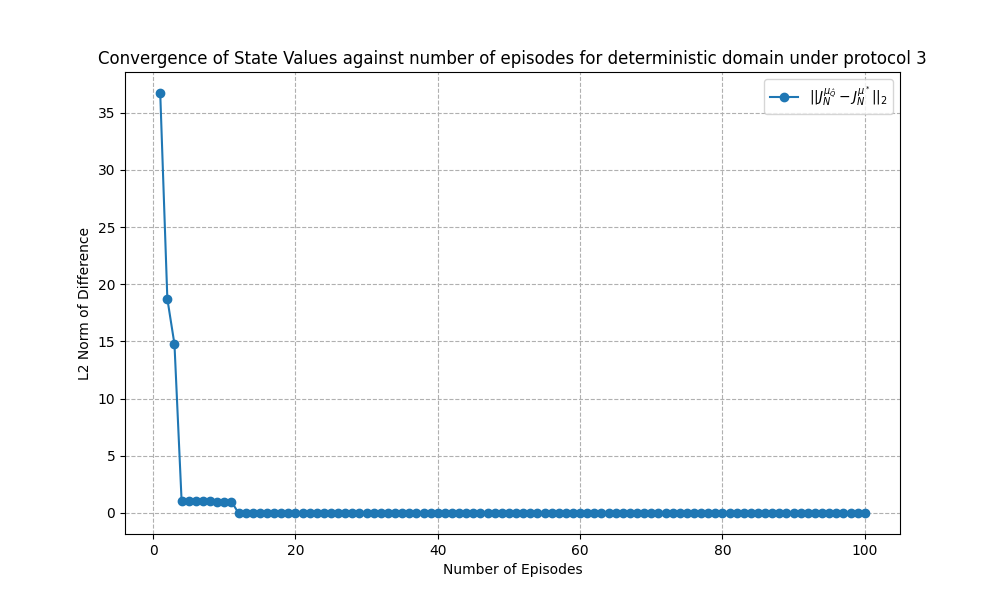 Convergence of State Values against number of episodes for deterministic domain under protocol 3
||J_N^{μ_Q̂} − J_N^{μ*}||_2
35
30
25
20
15
10
5
0
L2 Norm of Difference
0 20 40 60 80 100
Number of Episodes